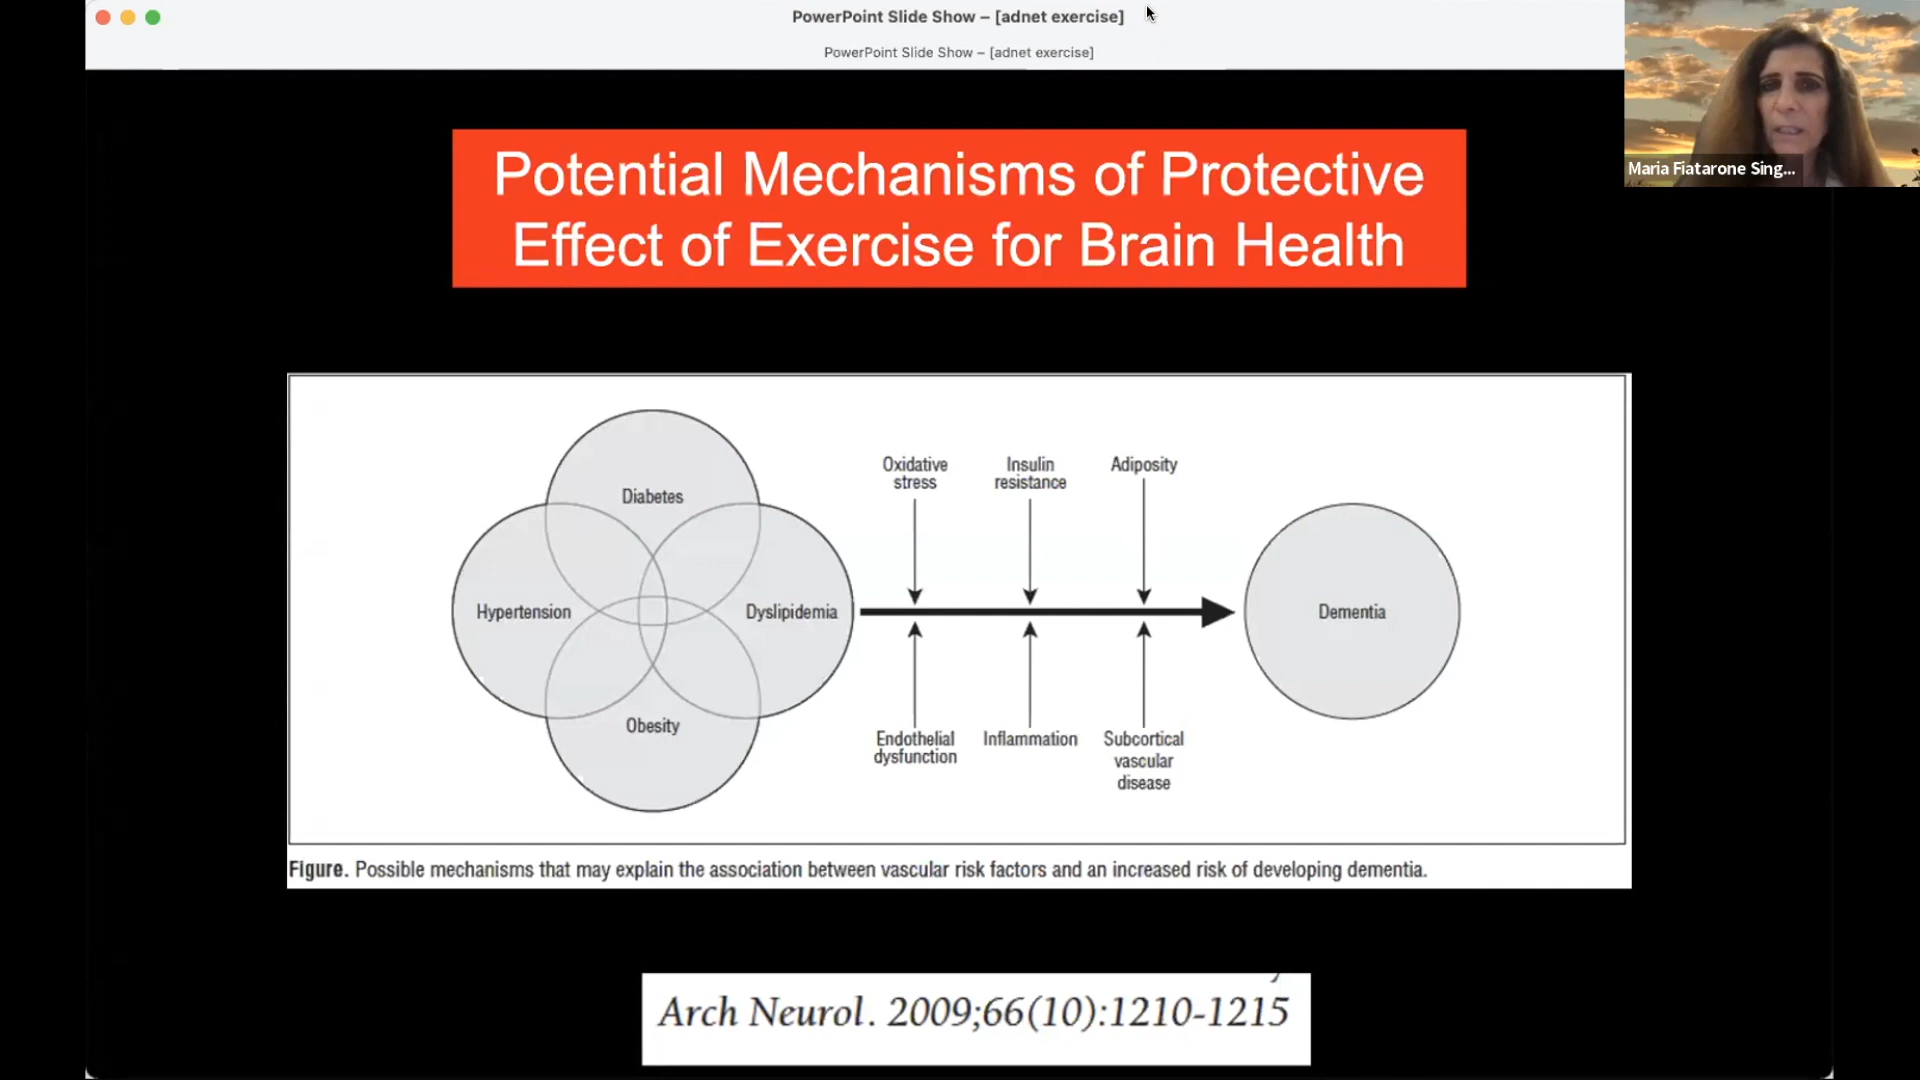 PowerPoint Slide Show – [adnet exercise]
PowerPoint Slide Show – [adnet exercise]
Maria Fiatarone Sing...
Potential Mechanisms of Protective
Effect of Exercise for Brain Health
Diabetes
Hypertension
Dyslipidemia
Obesity
Oxidative
stress
Insulin
resistance
Adiposity
Endothelial
dysfunction
Inflammation
Subcortical
vascular
disease
Dementia
Figure. Possible mechanisms that may explain the association between vascular risk factors and an increased risk of developing dementia.
Arch Neurol. 2009;66(10):1210-1215